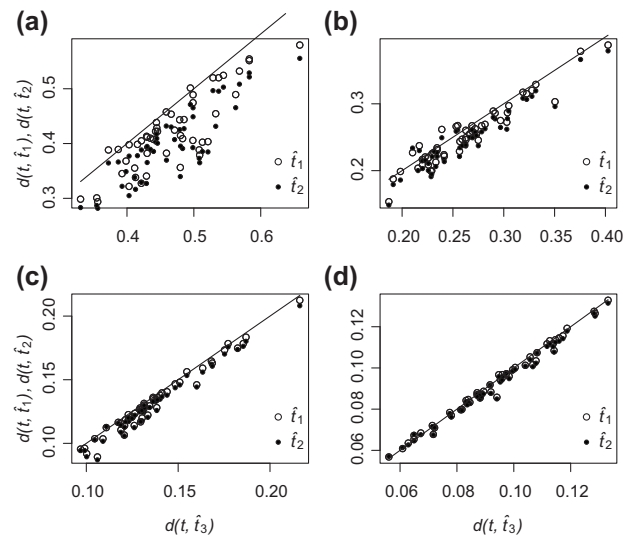 (a)
(b)
d(t, t̂₁), d(t, t̂₂)
0.5
0.4
0.3
0.4 0.5 0.6
t̂₁
t̂₂
0.3
0.2
0.20 0.25 0.30 0.35 0.40
t̂₁
t̂₂
(c)
(d)
d(t, t̂₁), d(t, t̂₂)
0.20
0.15
0.10
0.10 0.15 0.20
t̂₁
t̂₂
d(t, t̂₃)
0.12
0.10
0.08
0.06
0.06 0.08 0.10 0.12
t̂₁
t̂₂
d(t, t̂₃)